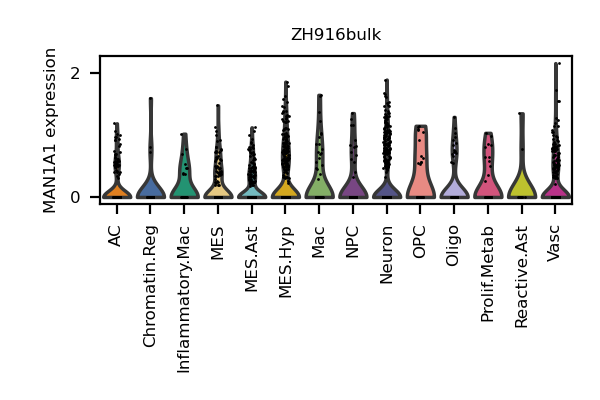 ZH916bulk
MAN1A1 expression
2
0
AC
Chromatin.Reg
Inflammatory.Mac
MES
MES.Ast
MES.Hyp
Mac
NPC
Neuron
OPC
Oligo
Prolif.Metab
Reactive.Ast
Vasc